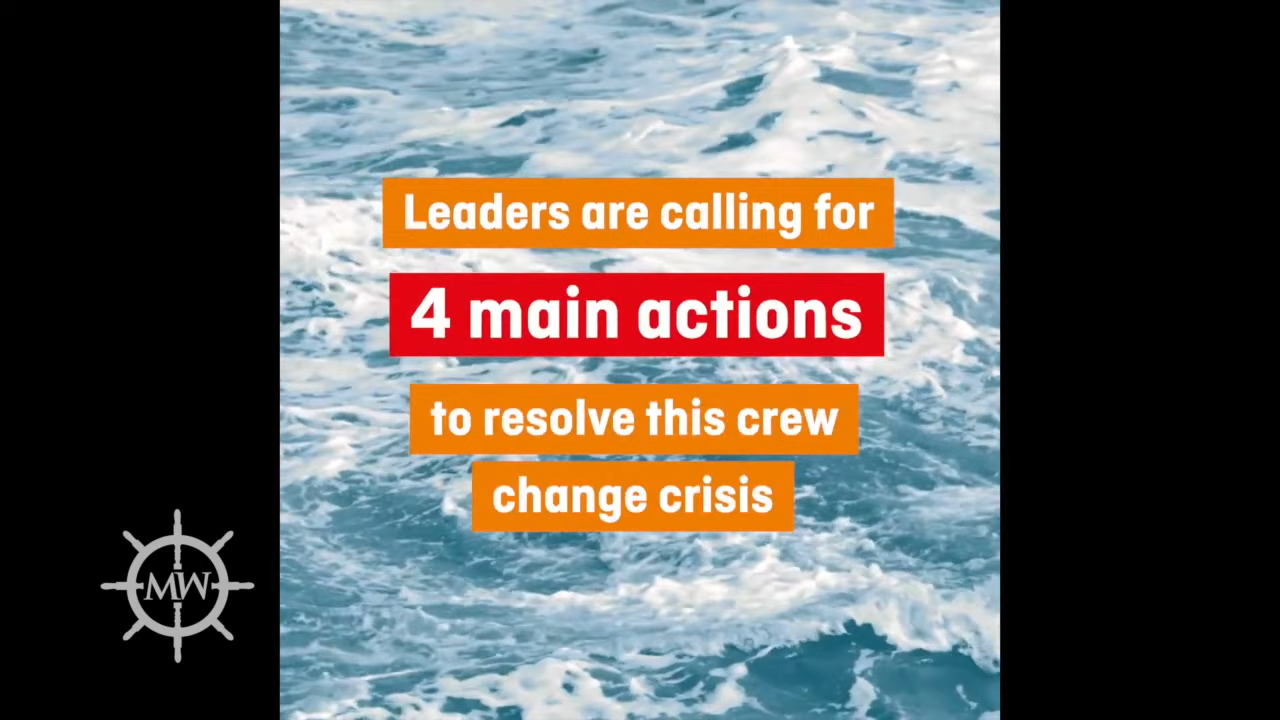 Leaders are calling for
4 main actions
to resolve this crew
change crisis
MW